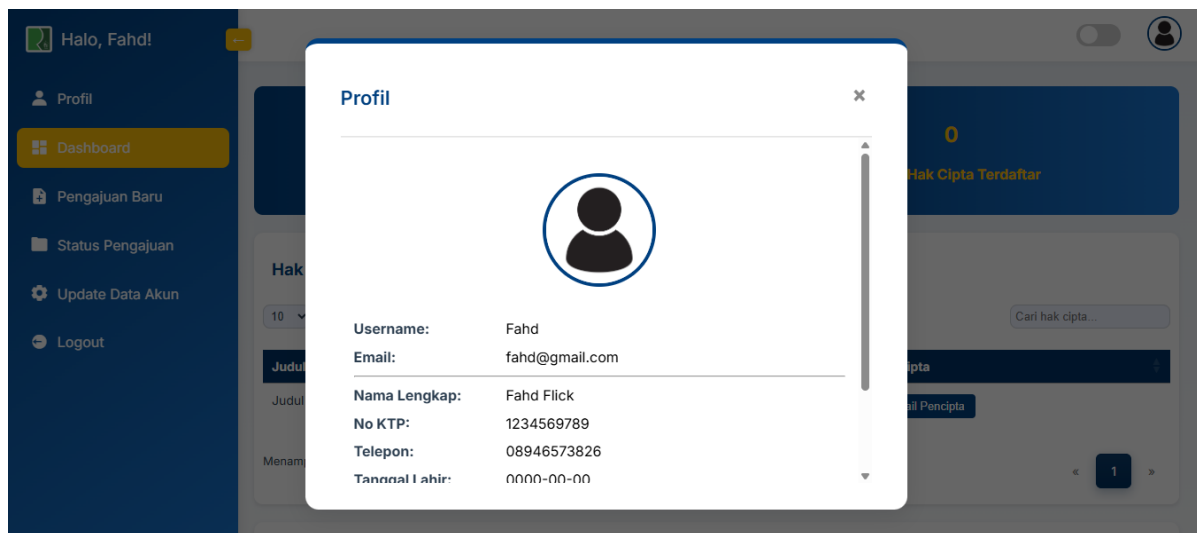 Halo, Fahd!
←
Profil
Dashboard
Pengajuan Baru
Status Pengajuan
Update Data Akun
Logout
0
Hak Cipta Terdaftar
Hak
10
Cari hak cipta...
Judul
ipta
Judul
ail Pencipta
Menam
« 1 »
Profil ×
Username: Fahd
Email: fahd@gmail.com
Nama Lengkap: Fahd Flick
No KTP: 1234569789
Telepon: 08946573826
Tanggal Lahir: 0000-00-00